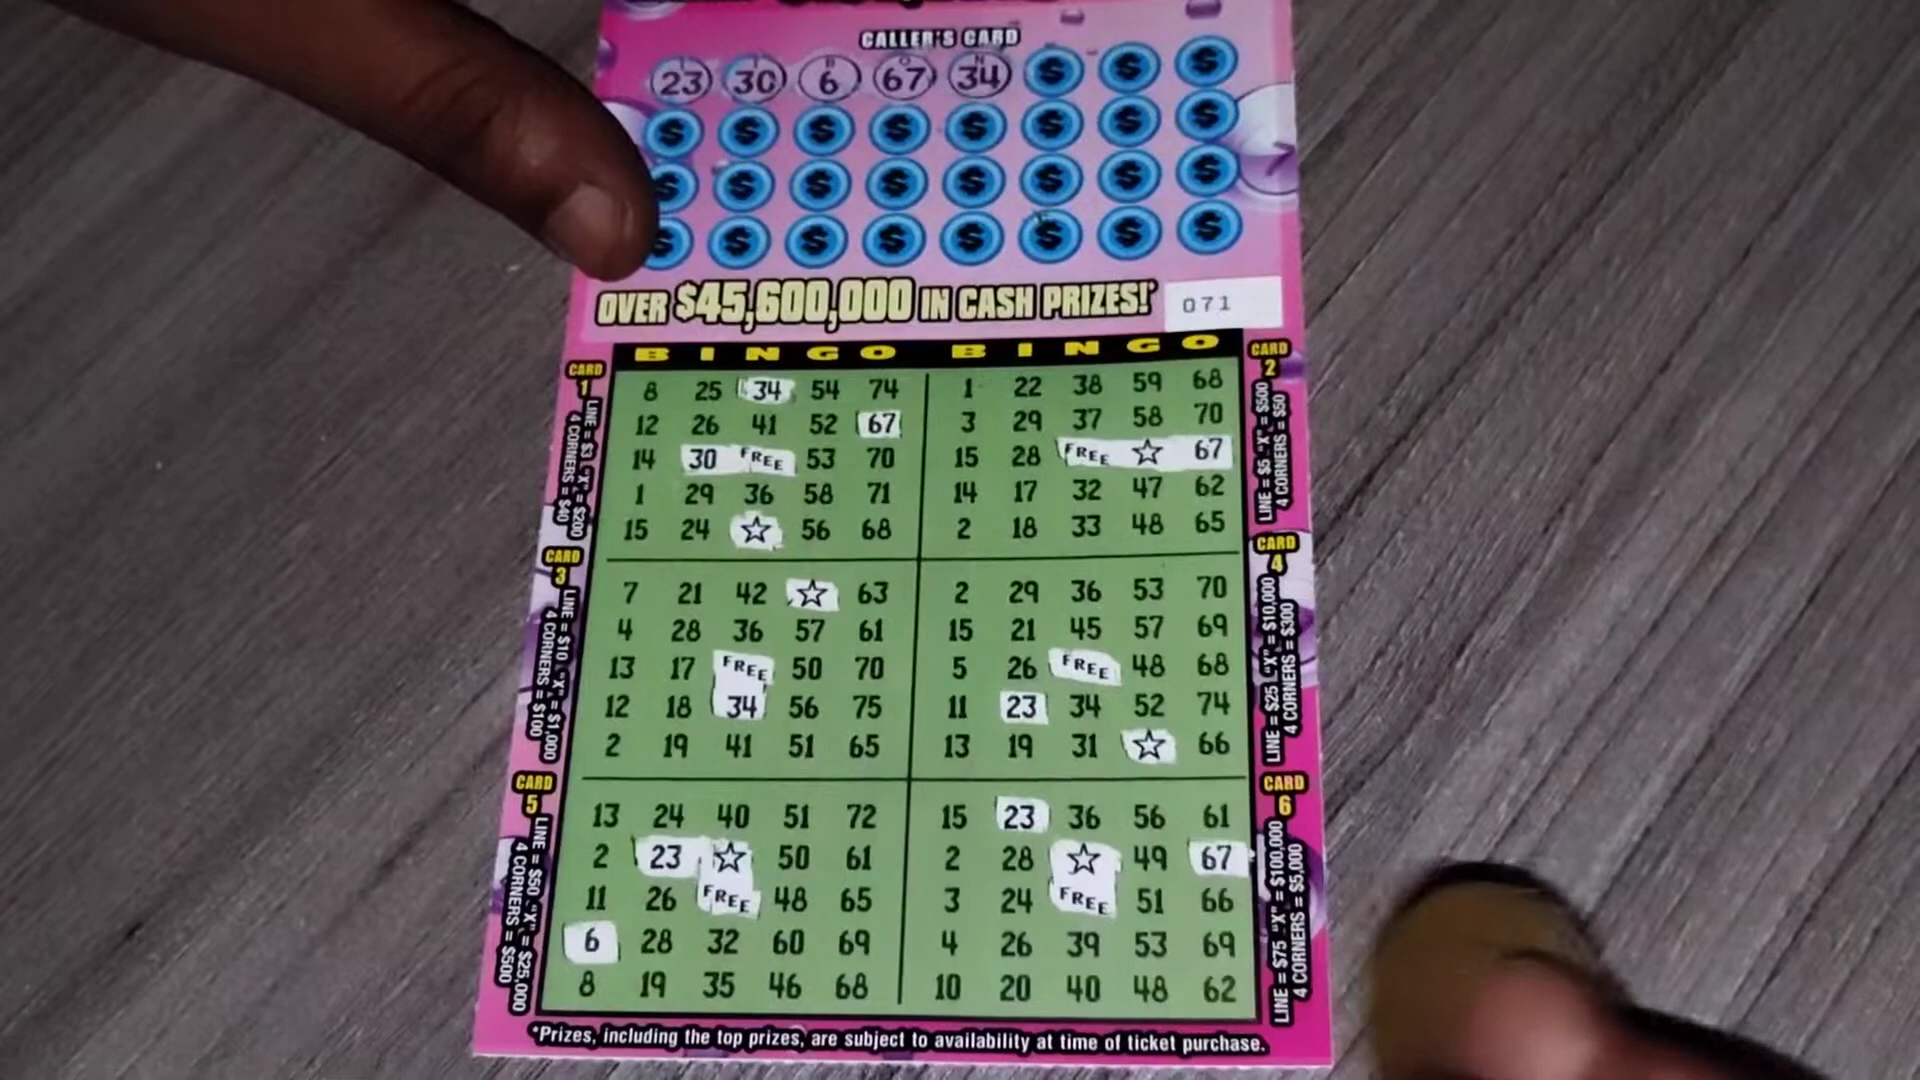 CALLER'S CARD
I I B O N
23 30 6 67 34 $ $ $
$ $ $ $ $ $ $ $
$ $ $ $ $ $ $ $
$ $ $ $ $ $ $ $
OVER $45,600,000 IN CASH PRIZES!*
071
B I N G O B I N G O
CARD 1
LINE = $3 "X" = $200
4 CORNERS = $40
8 25 34 54 74
12 26 41 52 67
14 30 FREE 53 70
1 29 36 58 71
15 24 ☆ 56 68
CARD 2
LINE = $5 "X" = $500
4 CORNERS = $50
1 22 38 59 68
3 29 37 58 70
15 28 FREE ☆ 67
14 17 32 47 62
2 18 33 48 65
CARD 3
LINE = $10 "X" = $1,000
4 CORNERS = $100
7 21 42 ☆ 63
4 28 36 57 61
13 17 FREE 50 70
12 18 34 56 75
2 19 41 51 65
CARD 4
LINE = $25 "X" = $10,000
4 CORNERS = $300
2 29 36 53 70
15 21 45 57 69
5 26 FREE 48 68
11 23 34 52 74
13 19 31 ☆ 66
CARD 5
LINE = $50 "X" = $25,000
4 CORNERS = $500
13 24 40 51 72
2 23 ☆ 50 61
11 26 FREE 48 65
6 28 32 60 69
8 19 35 46 68
CARD 6
LINE = $75 "X" = $100,000
4 CORNERS = $5,000
15 23 36 56 61
2 28 ☆ 49 67
3 24 FREE 51 66
4 26 39 53 69
10 20 40 48 62
*Prizes, including the top prizes, are subject to availability at time of ticket purchase.